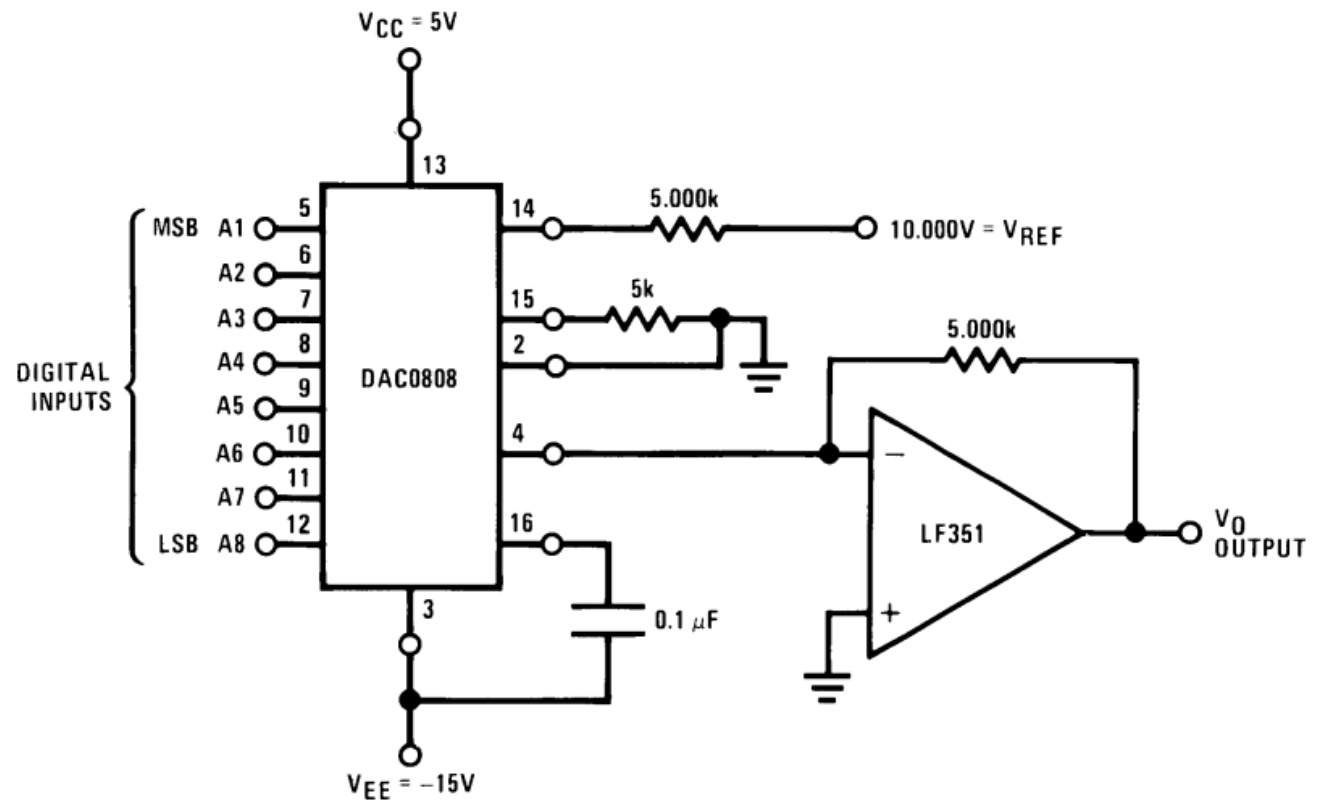 VCC = 5V
13
MSB A1 5
A2 6
A3 7
A4 8
A5 9
A6 10
A7 11
LSB A8 12
DIGITAL
INPUTS
DAC0808
14
5.000k
10.000V = VREF
15
5k
2
4
5.000k
16
0.1 μF
−
+
LF351
VO
OUTPUT
3
VEE = −15V